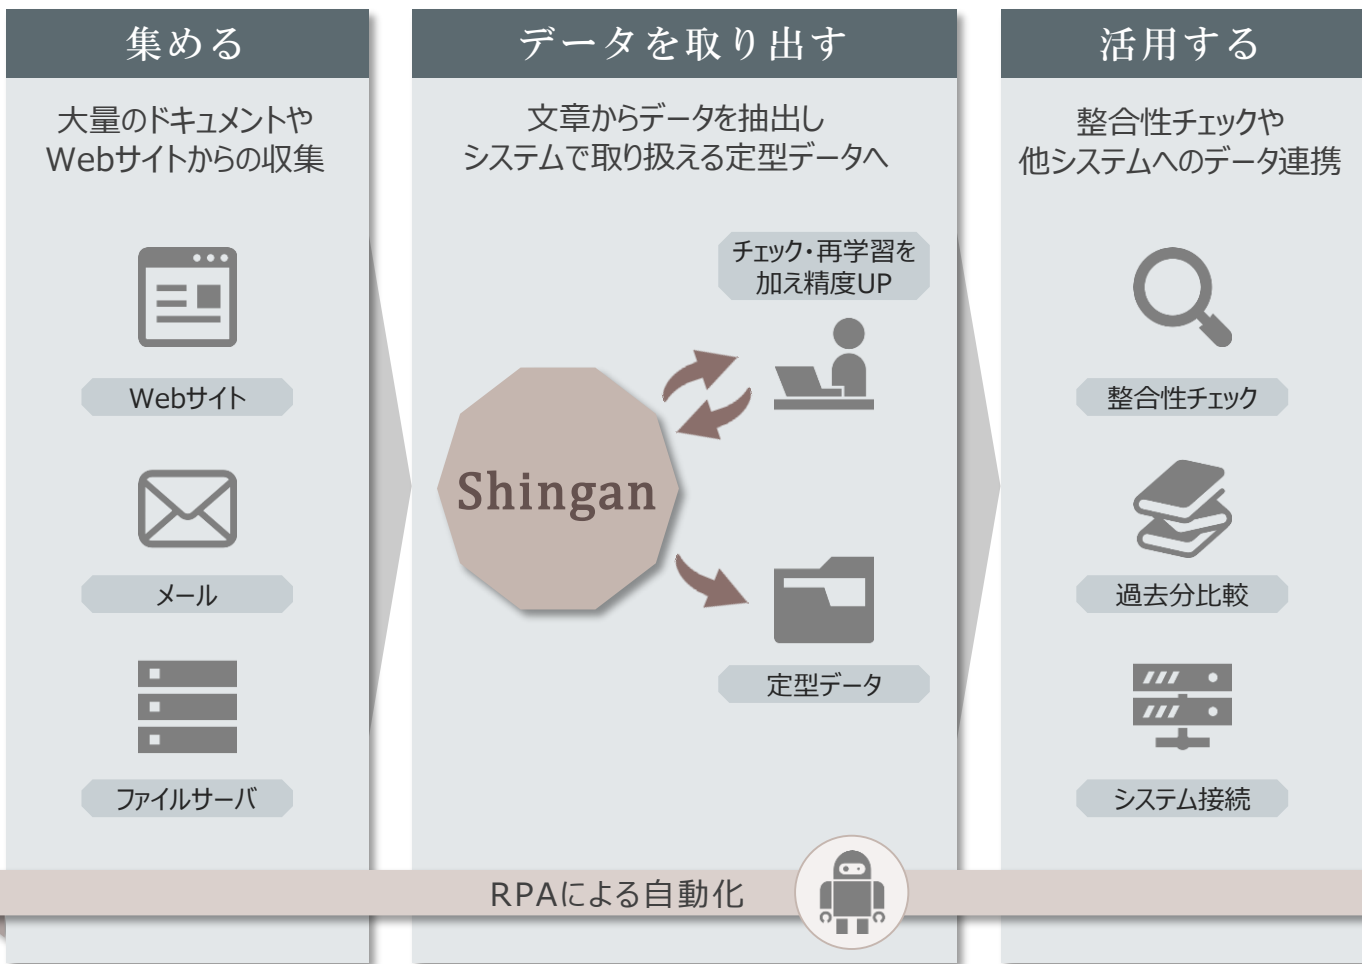 集める
大量のドキュメントや
Webサイトからの収集
Webサイト
メール
ファイルサーバ
データを取り出す
文章からデータを抽出し
システムで取り扱える定型データへ
チェック・再学習を
加え精度UP
Shingan
定型データ
活用する
整合性チェックや
他システムへのデータ連携
整合性チェック
過去分比較
システム接続
RPAによる自動化